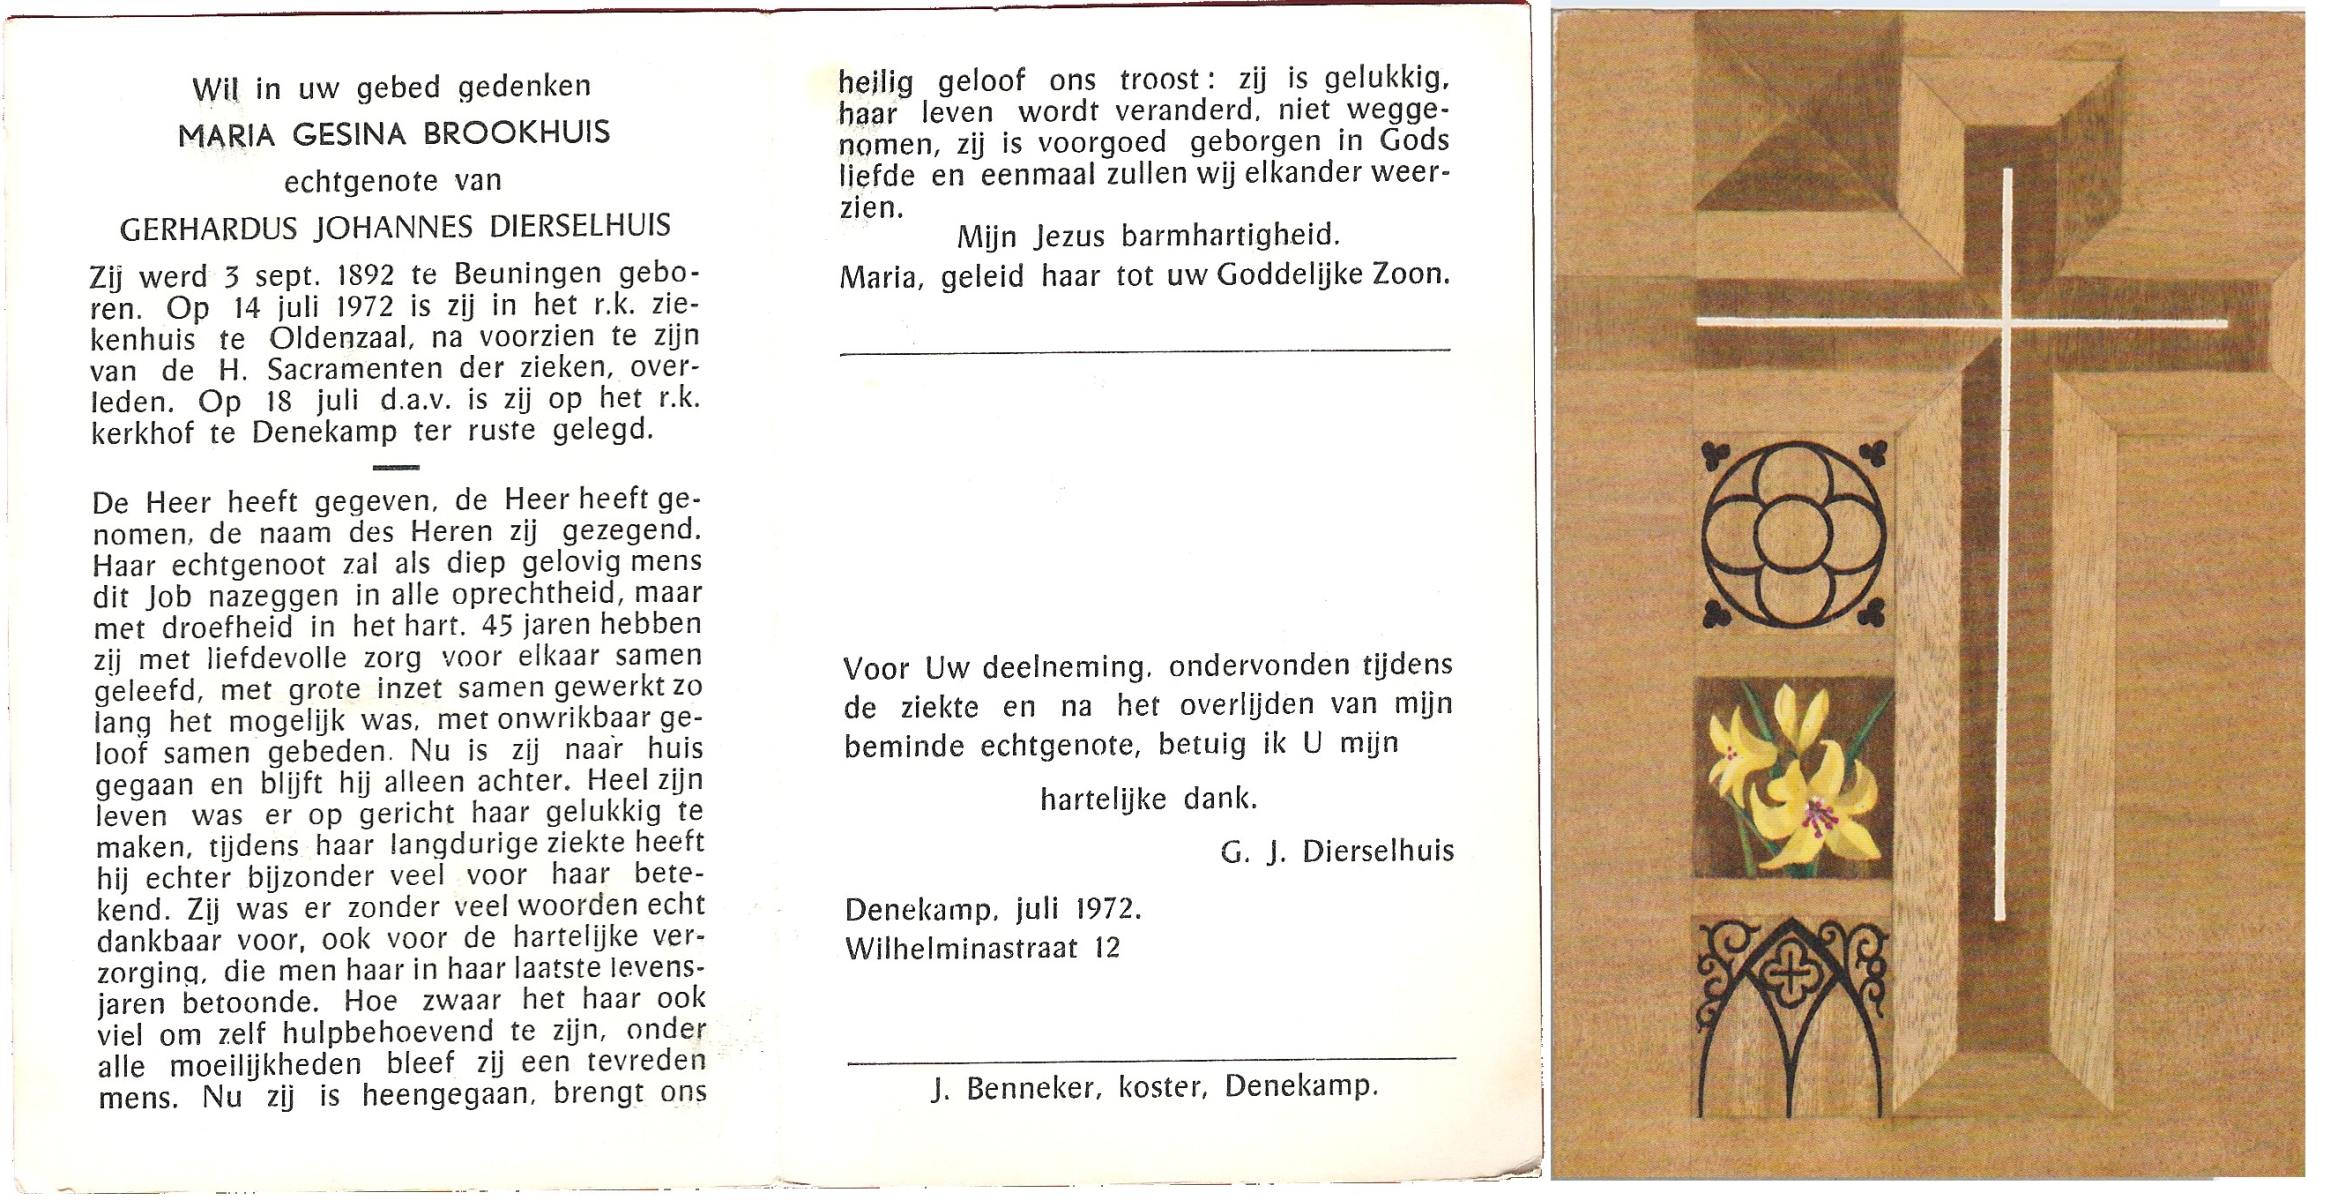 Wil in uw gebed gedenken
MARIA GESINA BROOKHUIS
echtgenote van
GERHARDUS JOHANNES DIERSELHUIS
Zij werd 3 sept. 1892 te Beuningen gebo-
ren. Op 14 juli 1972 is zij in het r.k. zie-
kenhuis te Oldenzaal, na voorzien te zijn
van de H. Sacramenten der zieken, over-
leden. Op 18 juli d.a.v. is zij op het r.k.
kerkhof te Denekamp ter ruste gelegd.
De Heer heeft gegeven, de Heer heeft ge-
nomen, de naam des Heren zij gezegend.
Haar echtgenoot zal als diep gelovig mens
dit Job nazeggen in alle oprechtheid, maar
met droefheid in het hart. 45 jaren hebben
zij met liefdevolle zorg voor elkaar samen
geleefd, met grote inzet samen gewerkt zo
lang het mogelijk was, met onwrikbaar ge-
loof samen gebeden. Nu is zij naar huis
gegaan en blijft hij alleen achter. Heel zijn
leven was er op gericht haar gelukkig te
maken, tijdens haar langdurige ziekte heeft
hij echter bijzonder veel voor haar bete-
kend. Zij was er zonder veel woorden echt
dankbaar voor, ook voor de hartelijke ver-
zorging, die men haar in haar laatste levens-
jaren betoonde. Hoe zwaar het haar ook
viel om zelf hulpbehoevend te zijn, onder
alle moeilijkheden bleef zij een tevreden
mens. Nu zij is heengegaan, brengt ons
heilig geloof ons troost: zij is gelukkig,
haar leven wordt veranderd, niet wegge-
nomen, zij is voorgoed geborgen in Gods
liefde en eenmaal zullen wij elkander weer-
zien.
Mijn Jezus barmhartigheid.
Maria, geleid haar tot uw Goddelijke Zoon.
Voor Uw deelneming, ondervonden tijdens
de ziekte en na het overlijden van mijn
beminde echtgenote, betuig ik U mijn
hartelijke dank.
G. J. Dierselhuis
Denekamp, juli 1972.
Wilhelminastraat 12
J. Benneker, koster, Denekamp.